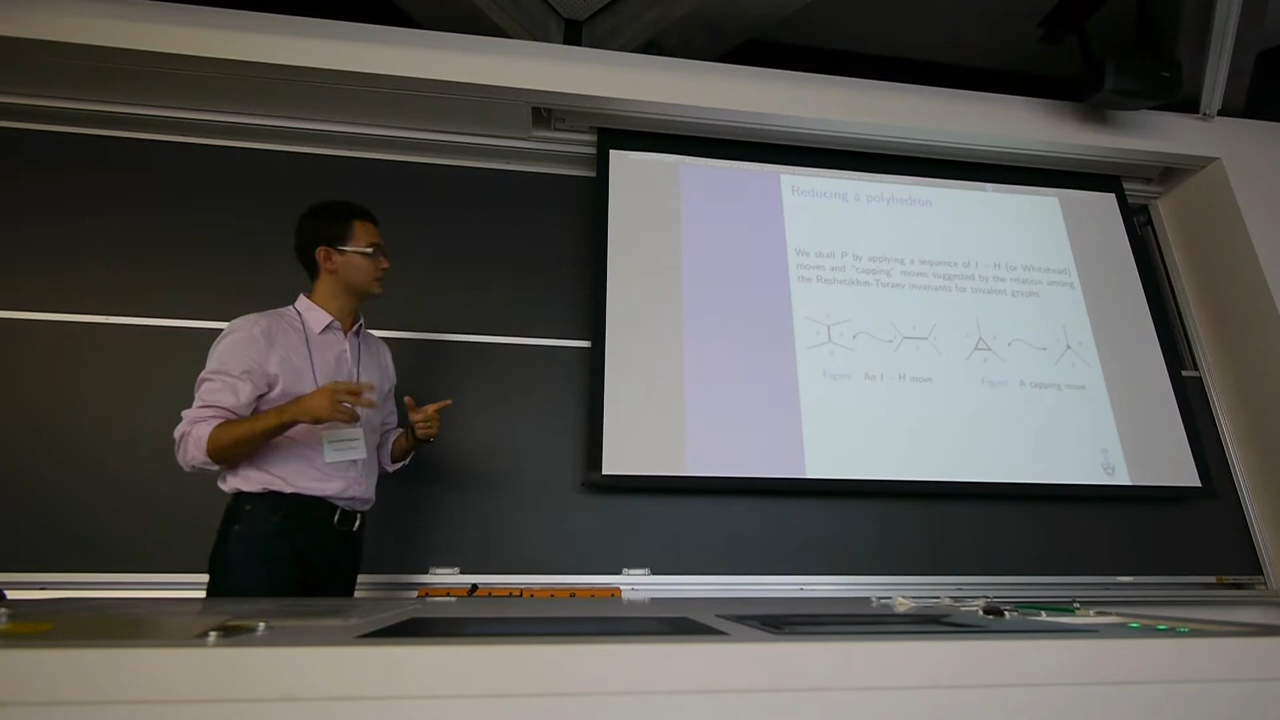 Reducing a polyhedron
We shall P by applying a sequence of I – H (or Whitehead)
moves and "capping" moves suggested by the relation among
the Reshetikhin-Turaev invariants for trivalent graphs.
Figure: An I – H move
Figure: A capping move